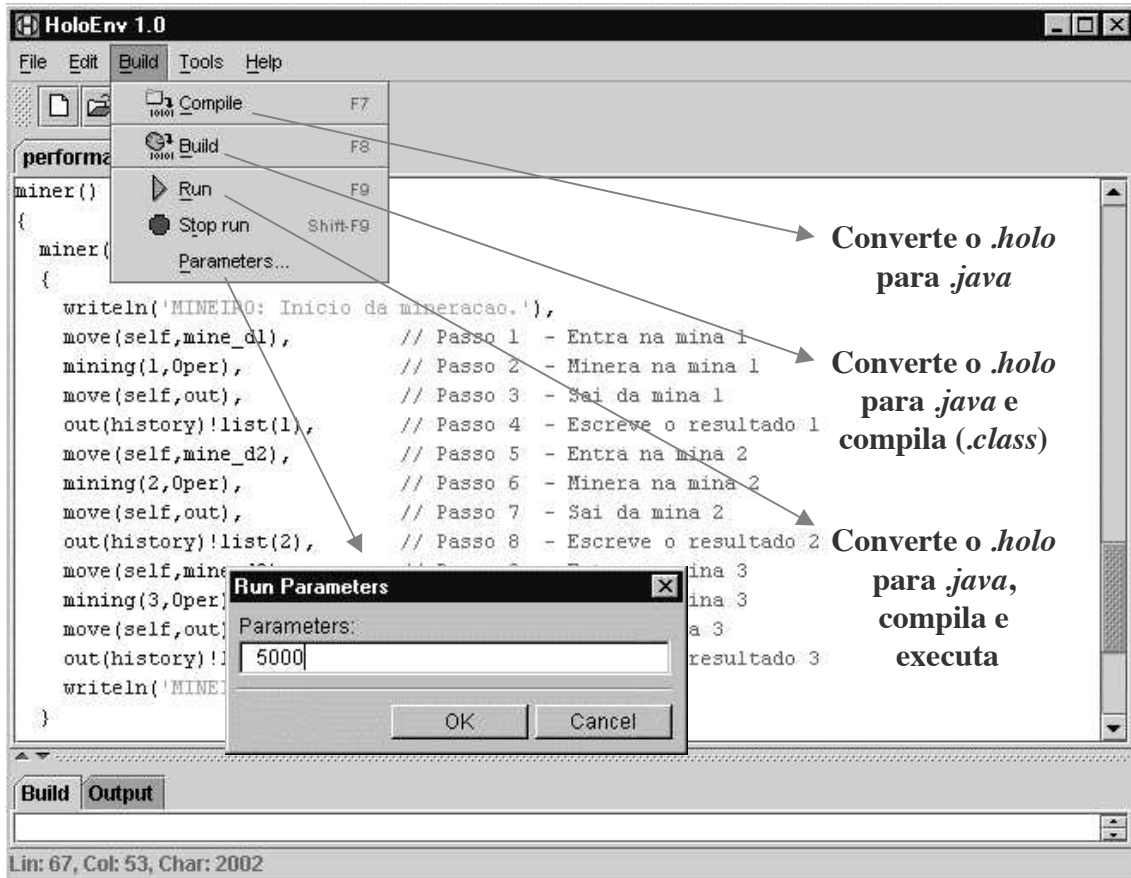 HoloEnv 1.0
File Edit Build Tools Help
Compile F7
Build F8
Run F9
Stop run Shift-F9
Parameters...
performa
miner()
{
miner(
{
writeln('MINEIRO: Inicio da mineracao.'),
move(self,mine_d1), // Passo 1 - Entra na mina 1
mining(1,Oper), // Passo 2 - Minera na mina 1
move(self,out), // Passo 3 - Sai da mina 1
out(history)!list(1), // Passo 4 - Escreve o resultado 1
move(self,mine_d2), // Passo 5 - Entra na mina 2
mining(2,Oper), // Passo 6 - Minera na mina 2
move(self,out), // Passo 7 - Sai da mina 2
out(history)!list(2), // Passo 8 - Escreve o resultado 2
move(self,mine ina 3
mining(3,Oper) ina 3
move(self,out) a 3
out(history)! resultado 3
writeln('MINEI
}
Converte o .holo
para .java
Converte o .holo
para .java e
compila (.class)
Converte o .holo
para .java,
compila e
executa
Run Parameters
Parameters:
5000
OK Cancel
Build Output
Lin: 67, Col: 53, Char: 2002